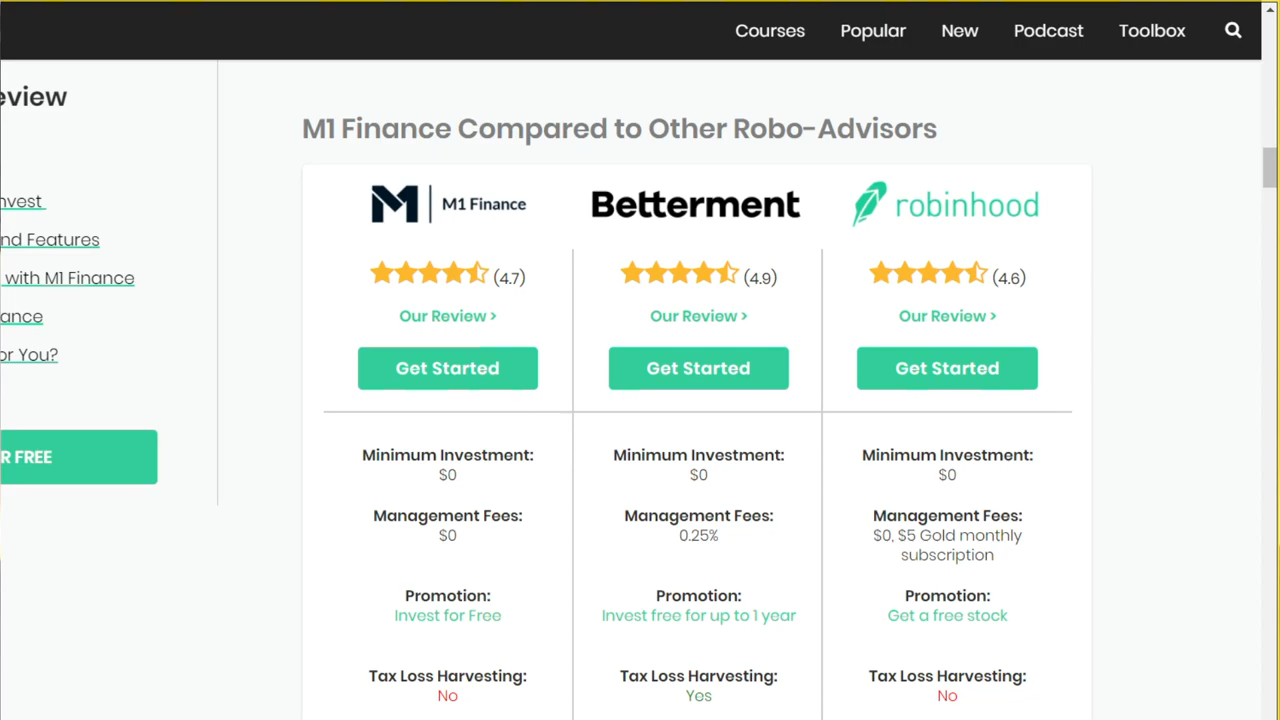 Courses Popular New Podcast Toolbox
eview
nvest
nd Features
with M1 Finance
ance
or You?
R FREE
M1 Finance Compared to Other Robo-Advisors
M1 Finance Betterment robinhood
(4.7) (4.9) (4.6)
Our Review > Our Review > Our Review >
Get Started Get Started Get Started
Minimum Investment: Minimum Investment: Minimum Investment:
$0 $0 $0
Management Fees: Management Fees: Management Fees:
$0 0.25% $0, $5 Gold monthly
subscription
Promotion: Promotion: Promotion:
Invest for Free Invest free for up to 1 year Get a free stock
Tax Loss Harvesting: Tax Loss Harvesting: Tax Loss Harvesting:
No Yes No